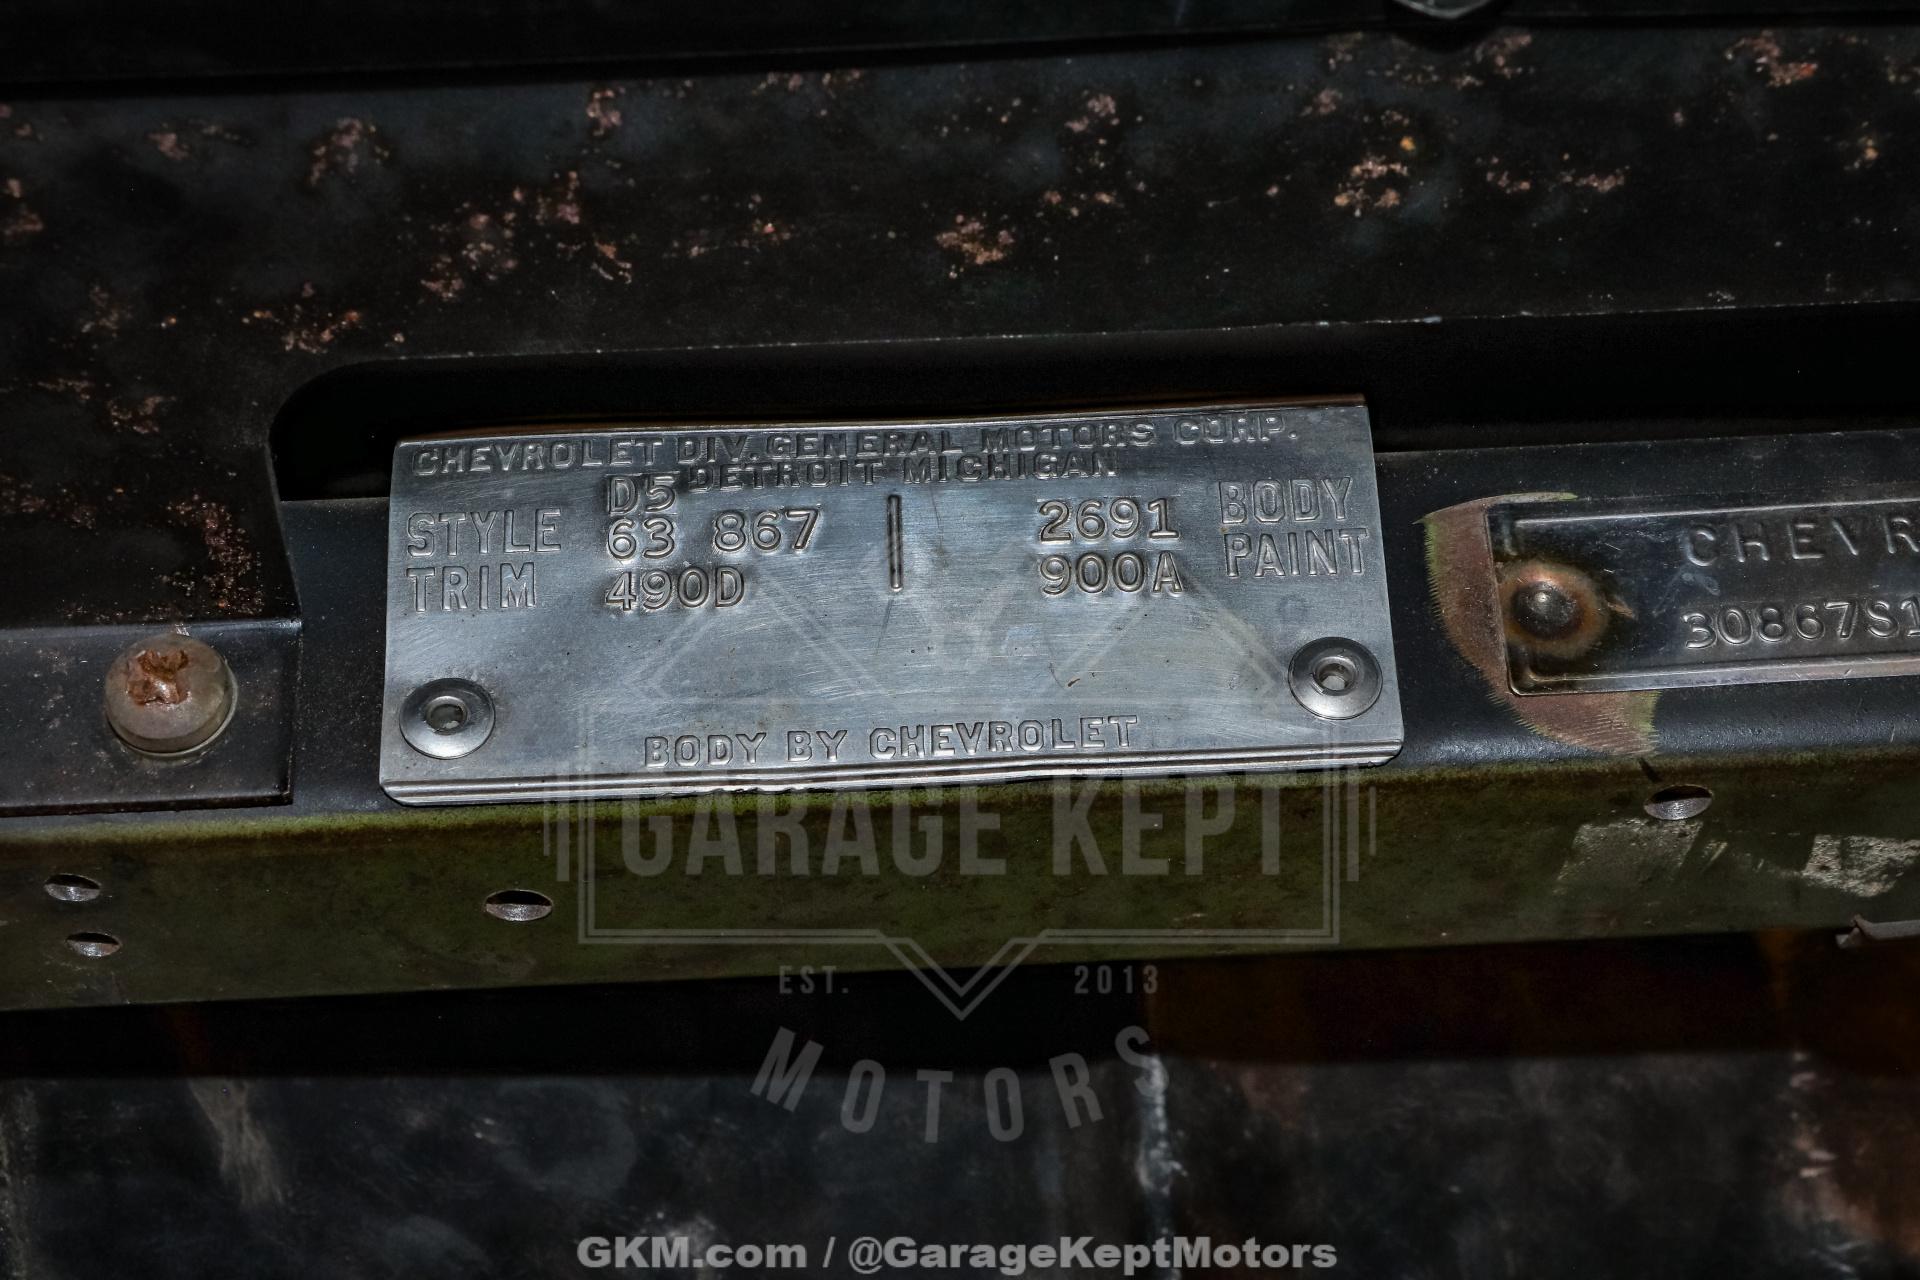 CHEVROLET DIV. GENERAL MOTORS CORP.
DETROIT MICHIGAN
D5
STYLE 63 867 2691 BODY
TRIM 490D 900A PAINT
BODY BY CHEVROLET
CHEVR
30867S1
GARAGE KEPT
EST. 2013
MOTORS
GKM.com / @GarageKeptMotors